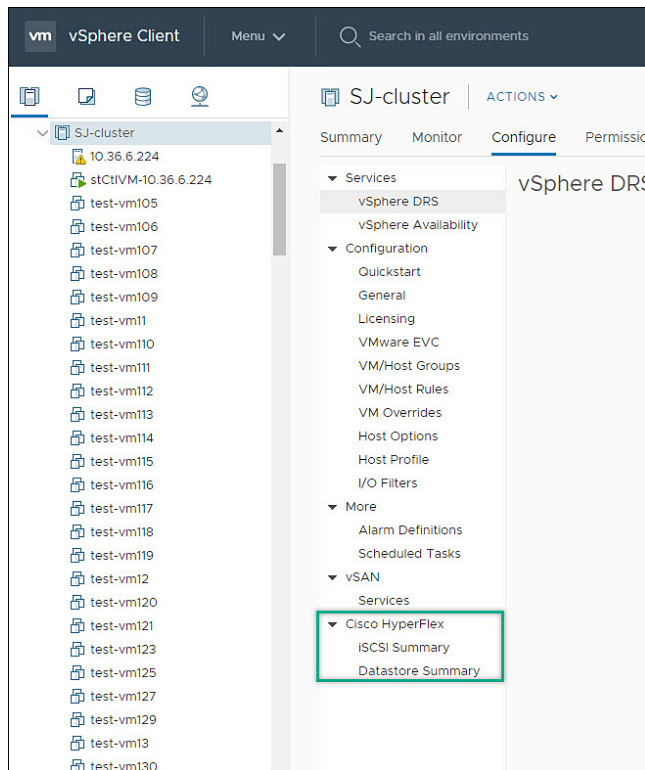 vm vSphere Client Menu Search in all environments
SJ-cluster
10.36.6.224
stCtlVM-10.36.6.224
test-vm105
test-vm106
test-vm107
test-vm108
test-vm109
test-vm11
test-vm110
test-vm111
test-vm112
test-vm113
test-vm114
test-vm115
test-vm116
test-vm117
test-vm118
test-vm119
test-vm12
test-vm120
test-vm121
test-vm123
test-vm125
test-vm127
test-vm129
test-vm13
test-vm130
SJ-cluster ACTIONS
Summary Monitor Configure Permissio
Services
vSphere DRS
vSphere Availability
Configuration
Quickstart
General
Licensing
VMware EVC
VM/Host Groups
VM/Host Rules
VM Overrides
Host Options
Host Profile
I/O Filters
More
Alarm Definitions
Scheduled Tasks
vSAN
Services
Cisco HyperFlex
iSCSI Summary
Datastore Summary
vSphere DRS